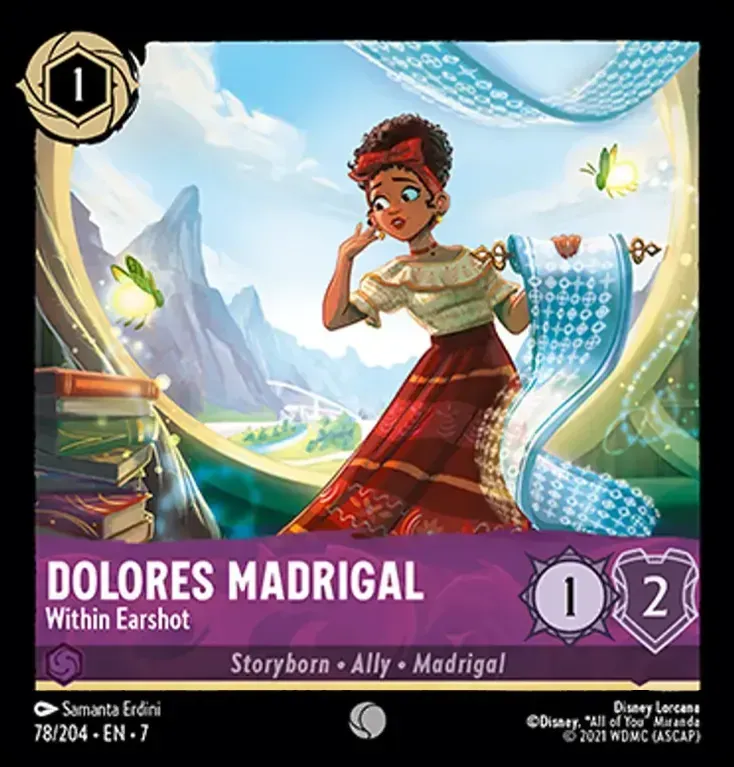 1
DOLORES MADRIGAL
Within Earshot
1
2
Storyborn • Ally • Madrigal
Samanta Erdini
78/204 • EN • 7
Disney Lorcana
©Disney, "All of You" Miranda
© 2021 WDMC (ASCAP)